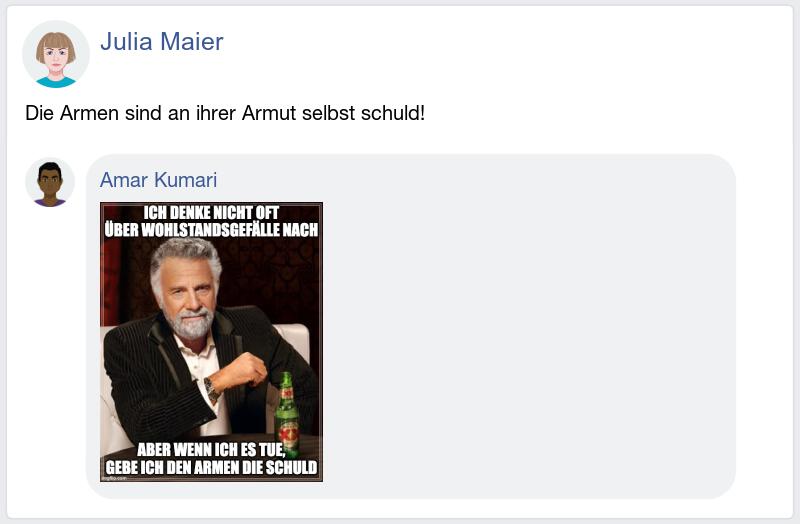 Julia Maier
Die Armen sind an ihrer Armut selbst schuld!
Amar Kumari
ICH DENKE NICHT OFT
ÜBER WOHLSTANDSGEFÄLLE NACH
ABER WENN ICH ES TUE,
GEBE ICH DEN ARMEN DIE SCHULD
imgflip.com